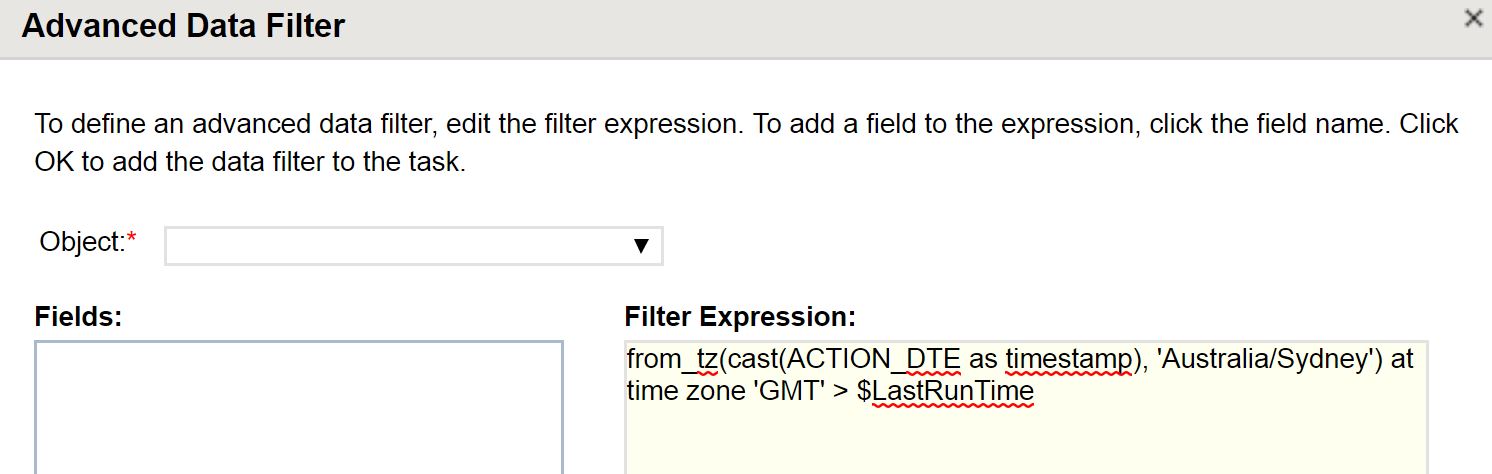 Advanced Data Filter
To define an advanced data filter, edit the filter expression. To add a field to the expression, click the field name. Click
OK to add the data filter to the task.
Object:*
Fields:
Filter Expression:
from_tz(cast(ACTION_DTE as timestamp), 'Australia/Sydney') at
time zone 'GMT' > $LastRunTime